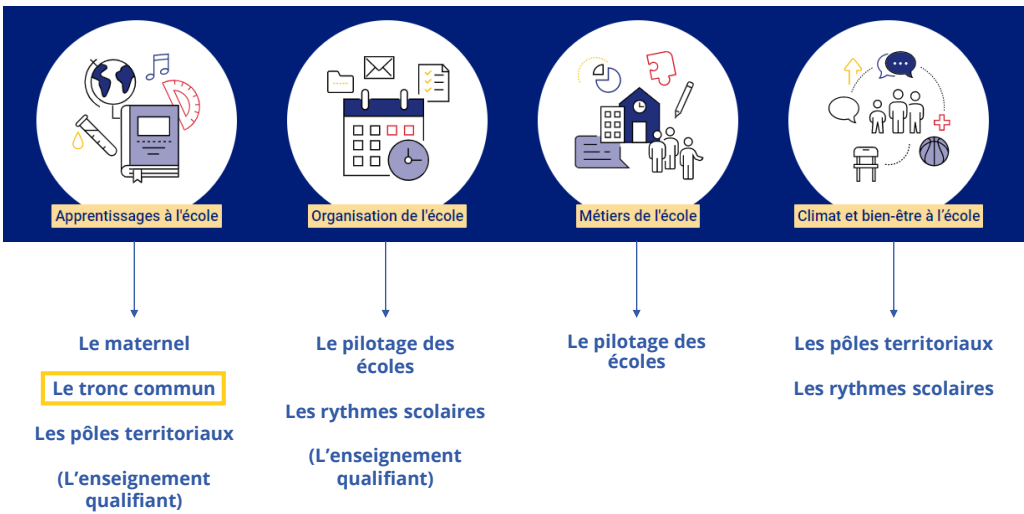 Apprentissages à l'école
Organisation de l'école
Métiers de l'école
Climat et bien-être à l’école
Le maternel
Le tronc commun
Les pôles territoriaux
(L’enseignement
qualifiant)
Le pilotage des
écoles
Les rythmes scolaires
(L’enseignement
qualifiant)
Le pilotage des
écoles
Les pôles territoriaux
Les rythmes scolaires